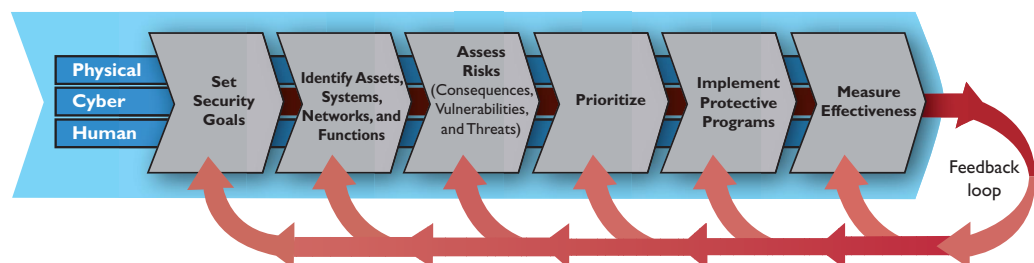 Physical
Cyber
Human
Set
Security
Goals
Identify Assets,
Systems,
Networks, and
Functions
Assess
Risks
(Consequences,
Vulnerabilities,
and Threats)
Prioritize
Implement
Protective
Programs
Measure
Effectiveness
Feedback
loop